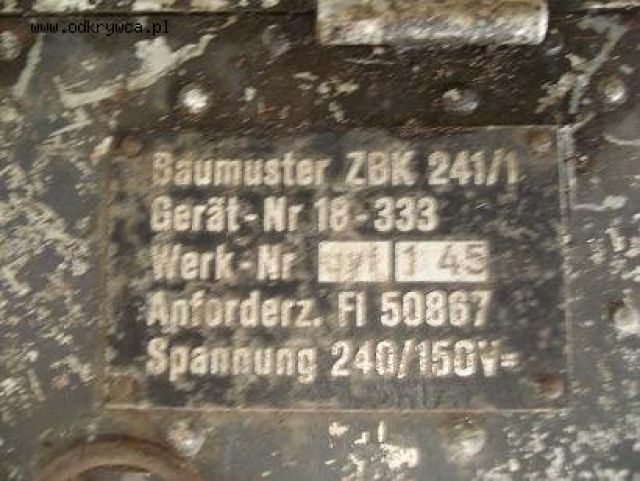 www.odkrywca.pl
Baumuster ZBK 241/1
Gerät-Nr 18-333
Werk-Nr 1 45
Anforderz. Fl 50867
Spannung 240/150V=